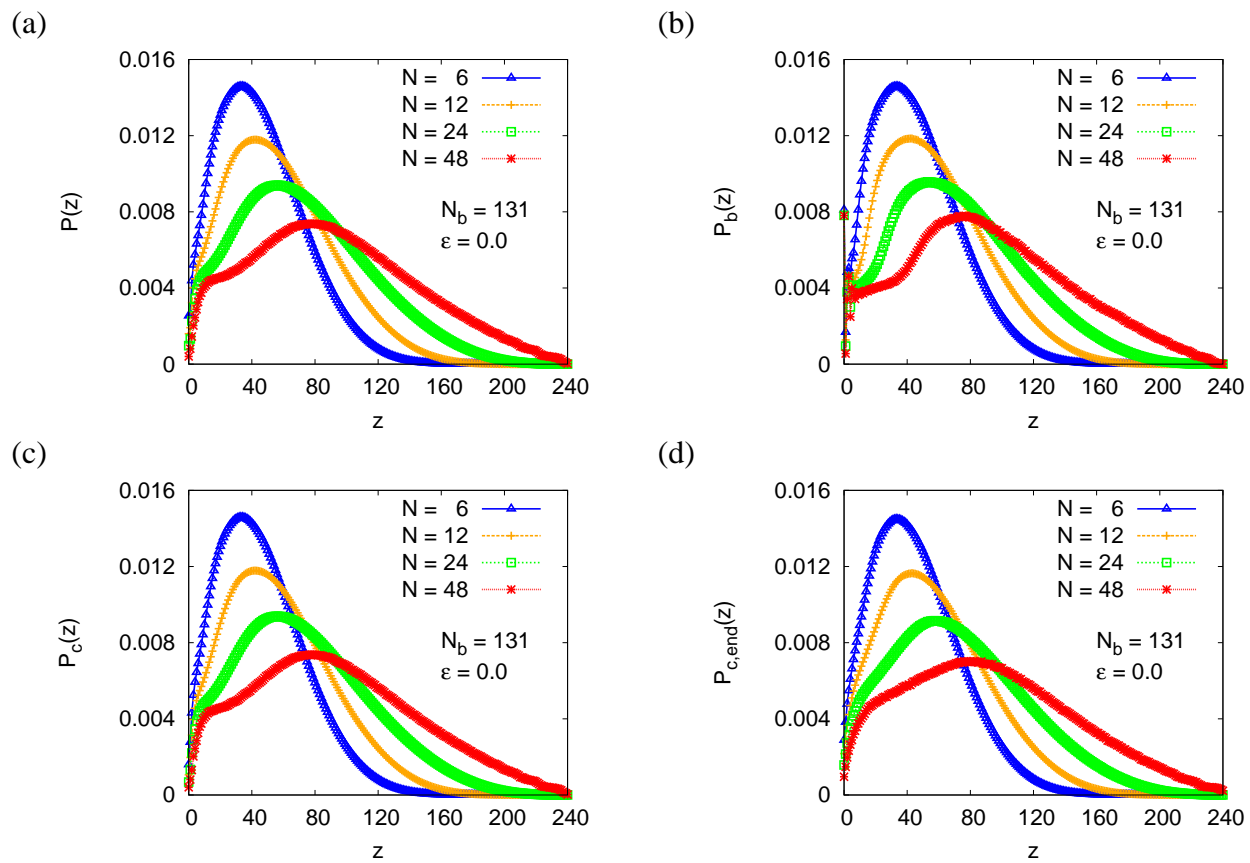 (a)
0.016
0.012
0.008
0.004
0
0 40 80 120 160 200 240
P(z)
z
N = 6
N = 12
N = 24
N = 48
N_b = 131
ε = 0.0
(b)
0.016
0.012
0.008
0.004
0
0 40 80 120 160 200 240
P_b(z)
z
N = 6
N = 12
N = 24
N = 48
N_b = 131
ε = 0.0
(c)
0.016
0.012
0.008
0.004
0
0 40 80 120 160 200 240
P_c(z)
z
N = 6
N = 12
N = 24
N = 48
N_b = 131
ε = 0.0
(d)
0.016
0.012
0.008
0.004
0
0 40 80 120 160 200 240
P_c,end(z)
z
N = 6
N = 12
N = 24
N = 48
N_b = 131
ε = 0.0